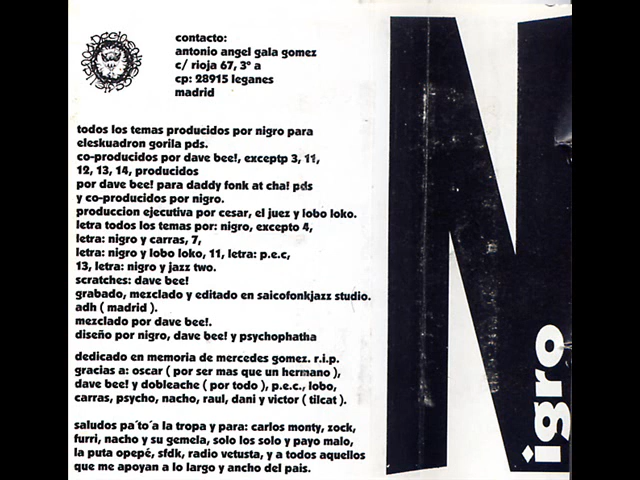 contacto:
antonio angel gala gomez
c/ rioja 67, 3º a
cp: 28915 leganes
madrid
todos los temas producidos por nigro para
eleskuadron gorila pds.
co-producidos por dave bee!, exceptp 3, 11,
12, 13, 14, producidos
por dave bee! para daddy fonk at cha! pds
y co-producidos por nigro.
produccion ejecutiva por cesar, el juez y lobo loko.
letra todos los temas por: nigro, excepto 4,
letra: nigro y carras, 7,
letra: nigro y lobo loko, 11, letra: p.e.c,
13, letra: nigro y jazz two.
scratches: dave bee!
grabado, mezclado y editado en saicofonkjazz studio.
adh ( madrid ).
mezclado por dave bee!.
diseño por nigro, dave bee! y psychophatha
dedicado en memoria de mercedes gomez. r.i.p.
gracias a: oscar ( por ser mas que un hermano ),
dave bee! y dobleache ( por todo ), p.e.c., lobo,
carras, psycho, nacho, raul, dani y victor ( tilcat ).
saludos pa´to´a la tropa y para: carlos monty, zock,
furri, nacho y su gemela, solo los solo y payo malo,
la puta opepé, sfdk, radio vetusta, y a todos aquellos
que me apoyan a lo largo y ancho del pais.
Nigro